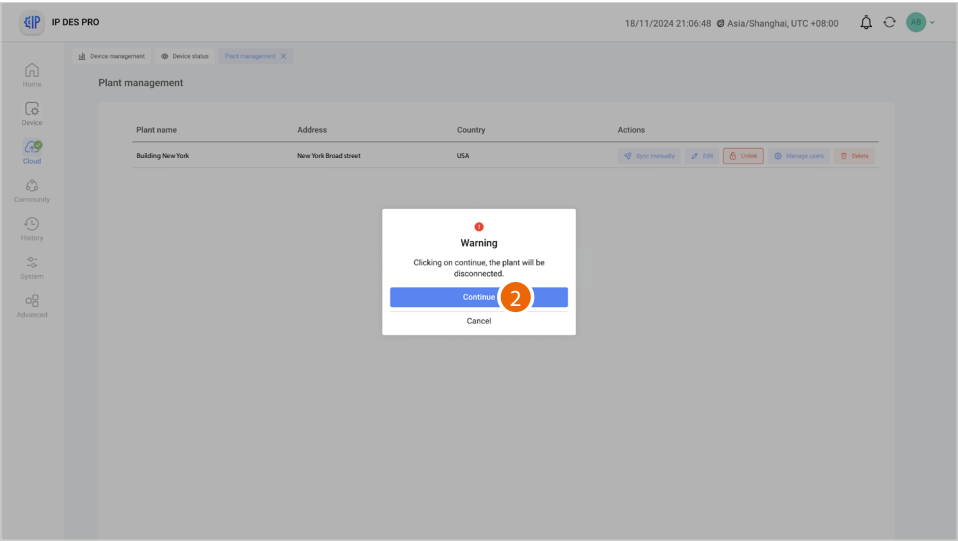 IP DES PRO
18/11/2024 21:06:48 Asia/Shanghai, UTC +08:00
AB
Device management
Device status
Plant management
Plant management
Home
Device
Cloud
Community
History
System
Advanced
Plant name
Address
Country
Actions
Building New York
New York Broad street
USA
Sync manually
Edit
Unlink
Manage users
Delete
Warning
Clicking on continue, the plant will be
disconnected.
Continue
2
Cancel